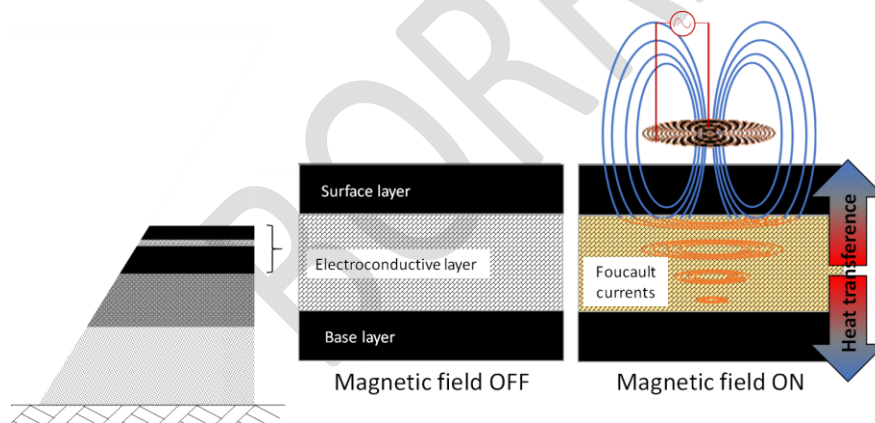 Surface layer
Electroconductive layer
Base layer
Magnetic field OFF
Foucault
currents
Heat transference
Magnetic field ON